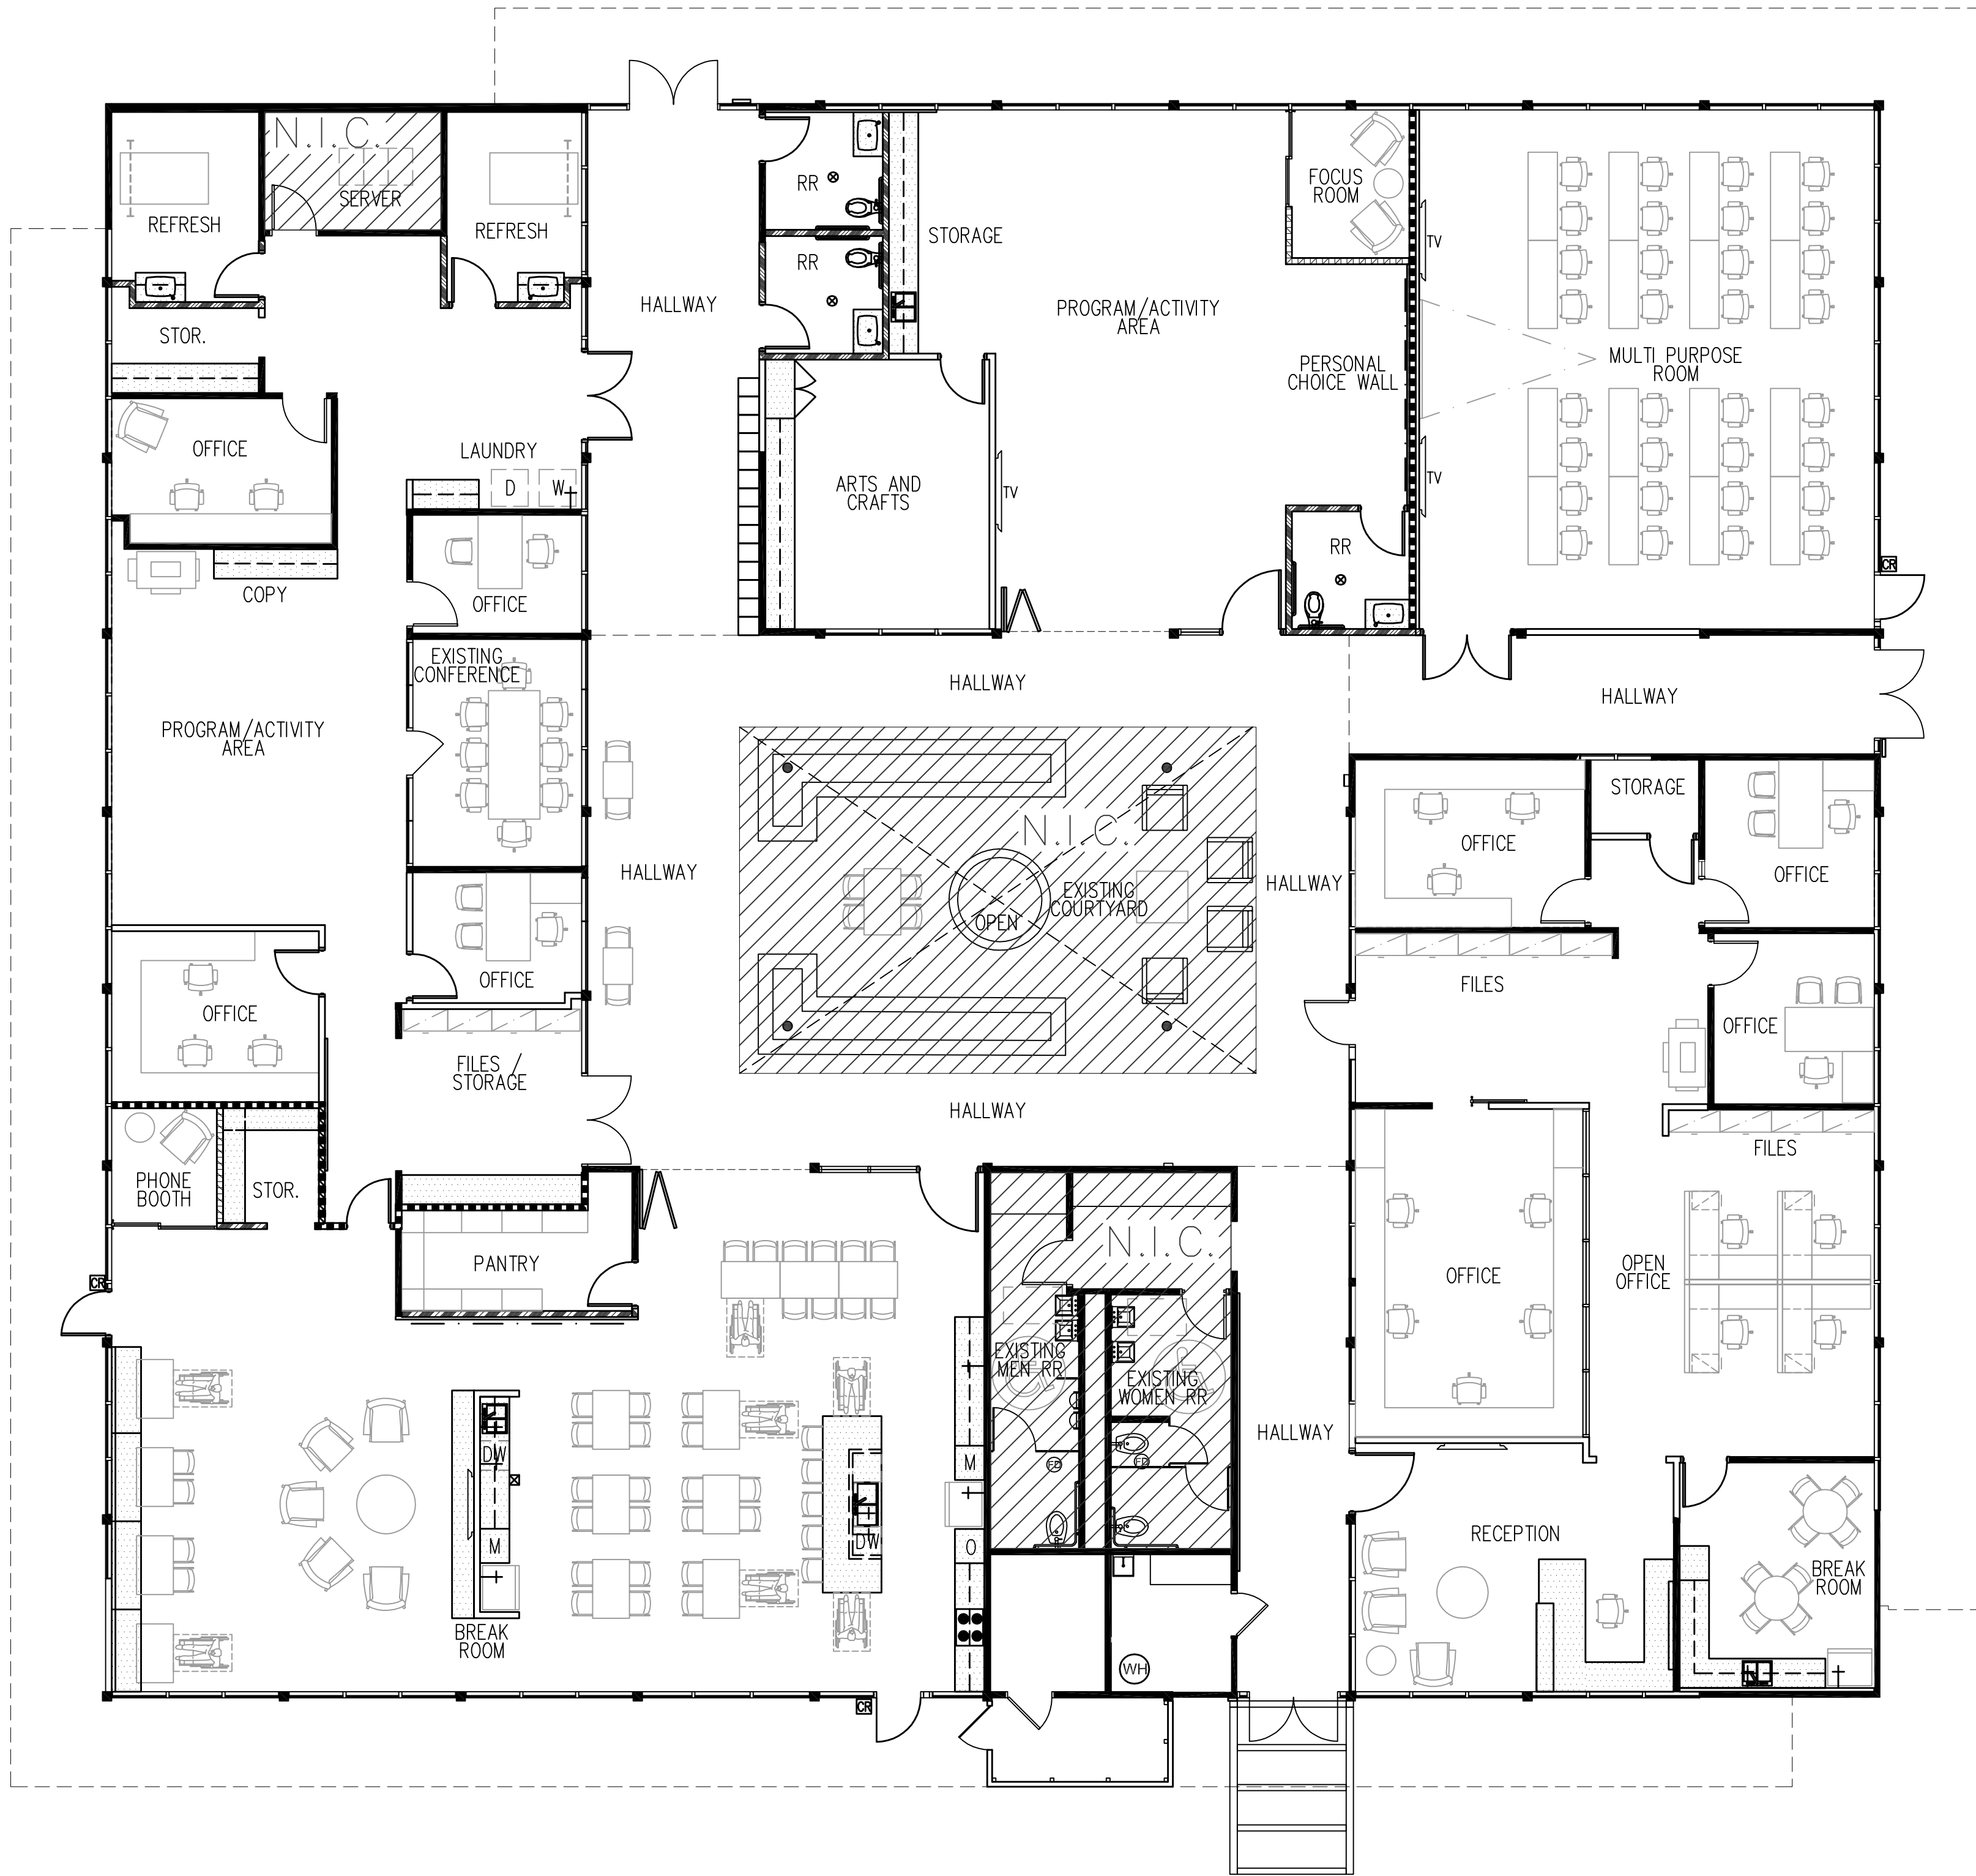 N.I.C.
SERVER
REFRESH
REFRESH
STOR.
OFFICE
LAUNDRY
D
W
COPY
OFFICE
EXISTING
CONFERENCE
PROGRAM/ACTIVITY
AREA
OFFICE
OFFICE
FILES /
STORAGE
PHONE
BOOTH
STOR.
PANTRY
CR
HALLWAY
RR
RR
STORAGE
PROGRAM/ACTIVITY
AREA
FOCUS
ROOM
PERSONAL
CHOICE WALL
ARTS AND
CRAFTS
TV
RR
TV
TV
MULTI PURPOSE
ROOM
CR
HALLWAY
HALLWAY
HALLWAY
N.I.C.
EXISTING
COURTYARD
OPEN
HALLWAY
HALLWAY
OFFICE
STORAGE
OFFICE
FILES
OFFICE
FILES
OFFICE
OPEN
OFFICE
N.I.C.
EXISTING
MEN RR
EXISTING
WOMEN RR
FD
FD
HALLWAY
DW
M
BREAK
ROOM
DW
M
O
WH
CR
RECEPTION
BREAK
ROOM